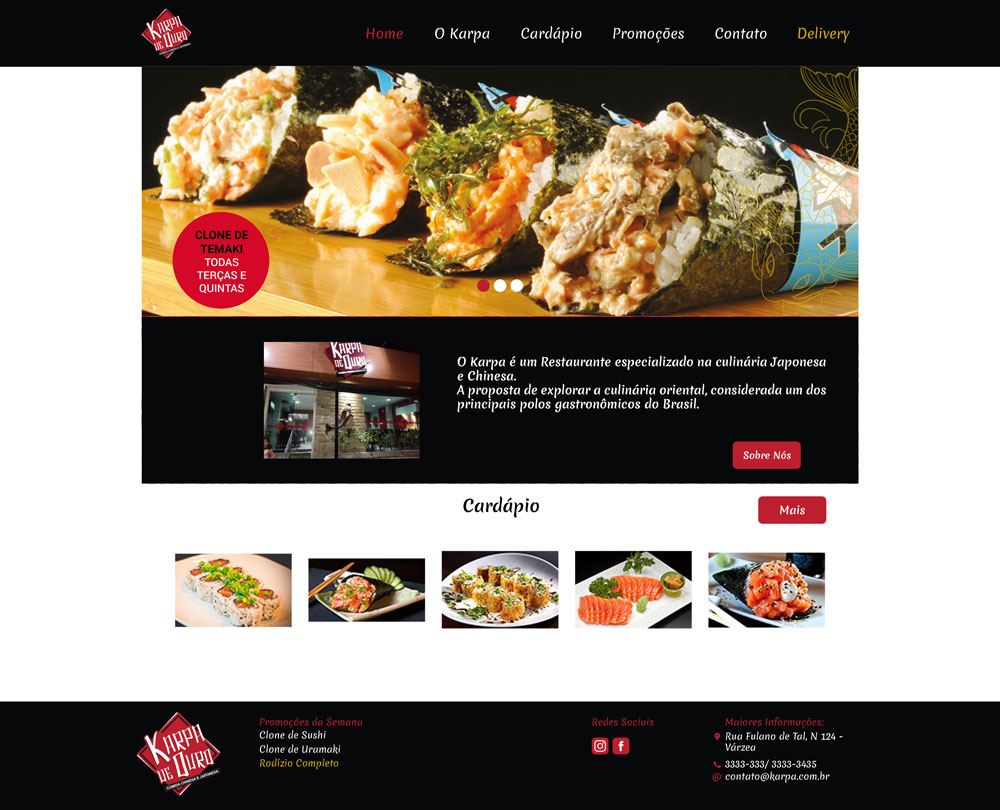 KARPA
DE OURO
Home
O Karpa
Cardápio
Promoções
Contato
Delivery
CLONE DE
TEMAKI
TODAS
TERÇAS E
QUINTAS
KARPA
DE OURO
O Karpa é um Restaurante especializado na culinária Japonesa
e Chinesa.
A proposta de explorar a culinária oriental, considerada um dos
principais polos gastronômicos do Brasil.
Sobre Nós
Cardápio
Mais
KARPA
DE OURO
COMIDA CHINESA E JAPONESA
Promoções da Semana
Clone de Sushi
Clone de Uramaki
Rodízio Completo
Redes Sociais
Maiores Informações:
Rua Fulano de Tal, N 124 -
Várzea
3333-333/ 3333-3435
contato@karpa.com.br